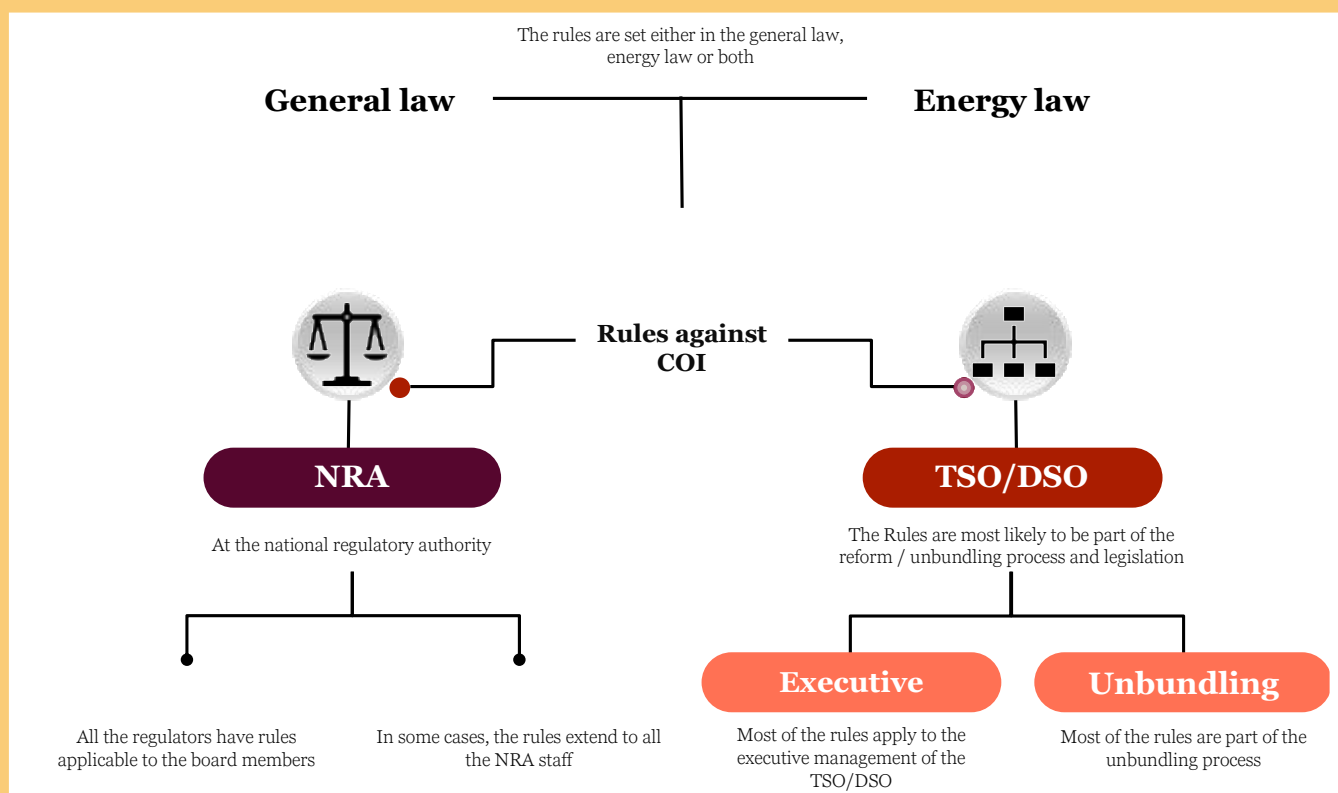 The rules are set either in the general law,
energy law or both
General law
Energy law
Rules against
COI
NRA
TSO/DSO
At the national regulatory authority
The Rules are most likely to be part of the
reform / unbundling process and legislation
Executive
Unbundling
All the regulators have rules
applicable to the board members
In some cases, the rules extend to all
the NRA staff
Most of the rules apply to the
executive management of the
TSO/DSO
Most of the rules are part of the
unbundling process